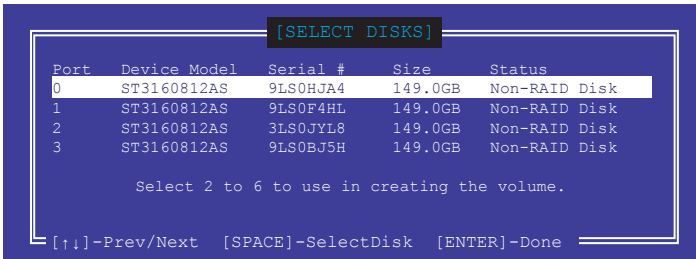 [SELECT DISKS]
Port Device Model Serial # Size Status
0 ST3160812AS 9LS0HJA4 149.0GB Non-RAID Disk
1 ST3160812AS 9LS0F4HL 149.0GB Non-RAID Disk
2 ST3160812AS 3LS0JYL8 149.0GB Non-RAID Disk
3 ST3160812AS 9LS0BJ5H 149.0GB Non-RAID Disk
Select 2 to 6 to use in creating the volume.
[↑↓]-Prev/Next [SPACE]-SelectDisk [ENTER]-Done